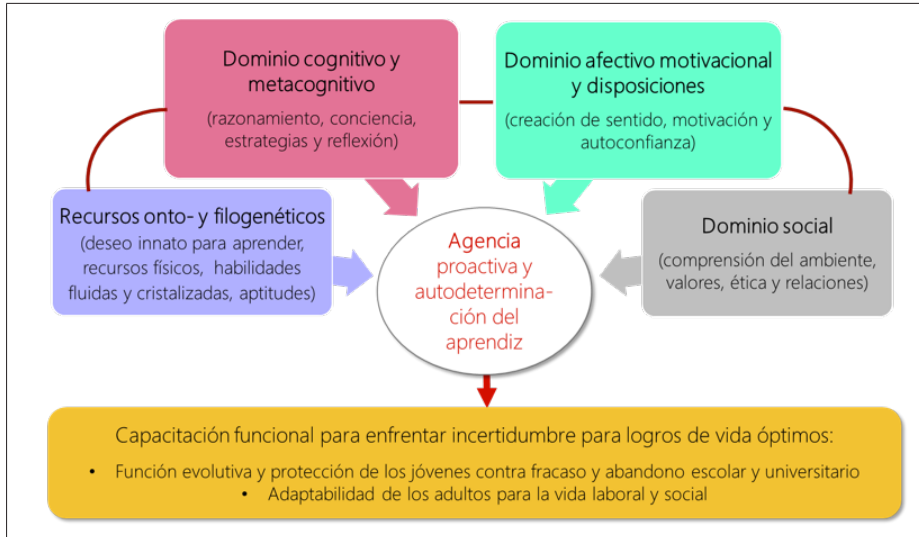 Dominio cognitivo y
metacognitivo
(razonamiento, conciencia,
estrategias y reflexión)
Dominio afectivo motivacional
y disposiciones
(creación de sentido, motivación y
autoconfianza)
Recursos onto- y filogenéticos
(deseo innato para aprender,
recursos físicos, habilidades
fluidas y cristalizadas, aptitudes)
Agencia
proactiva y
autodetermina-
ción del
aprendiz
Dominio social
(comprensión del ambiente,
valores, ética y relaciones)
Capacitación funcional para enfrentar incertidumbre para logros de vida óptimos:
• Función evolutiva y protección de los jóvenes contra fracaso y abandono escolar y universitario
• Adaptabilidad de los adultos para la vida laboral y social